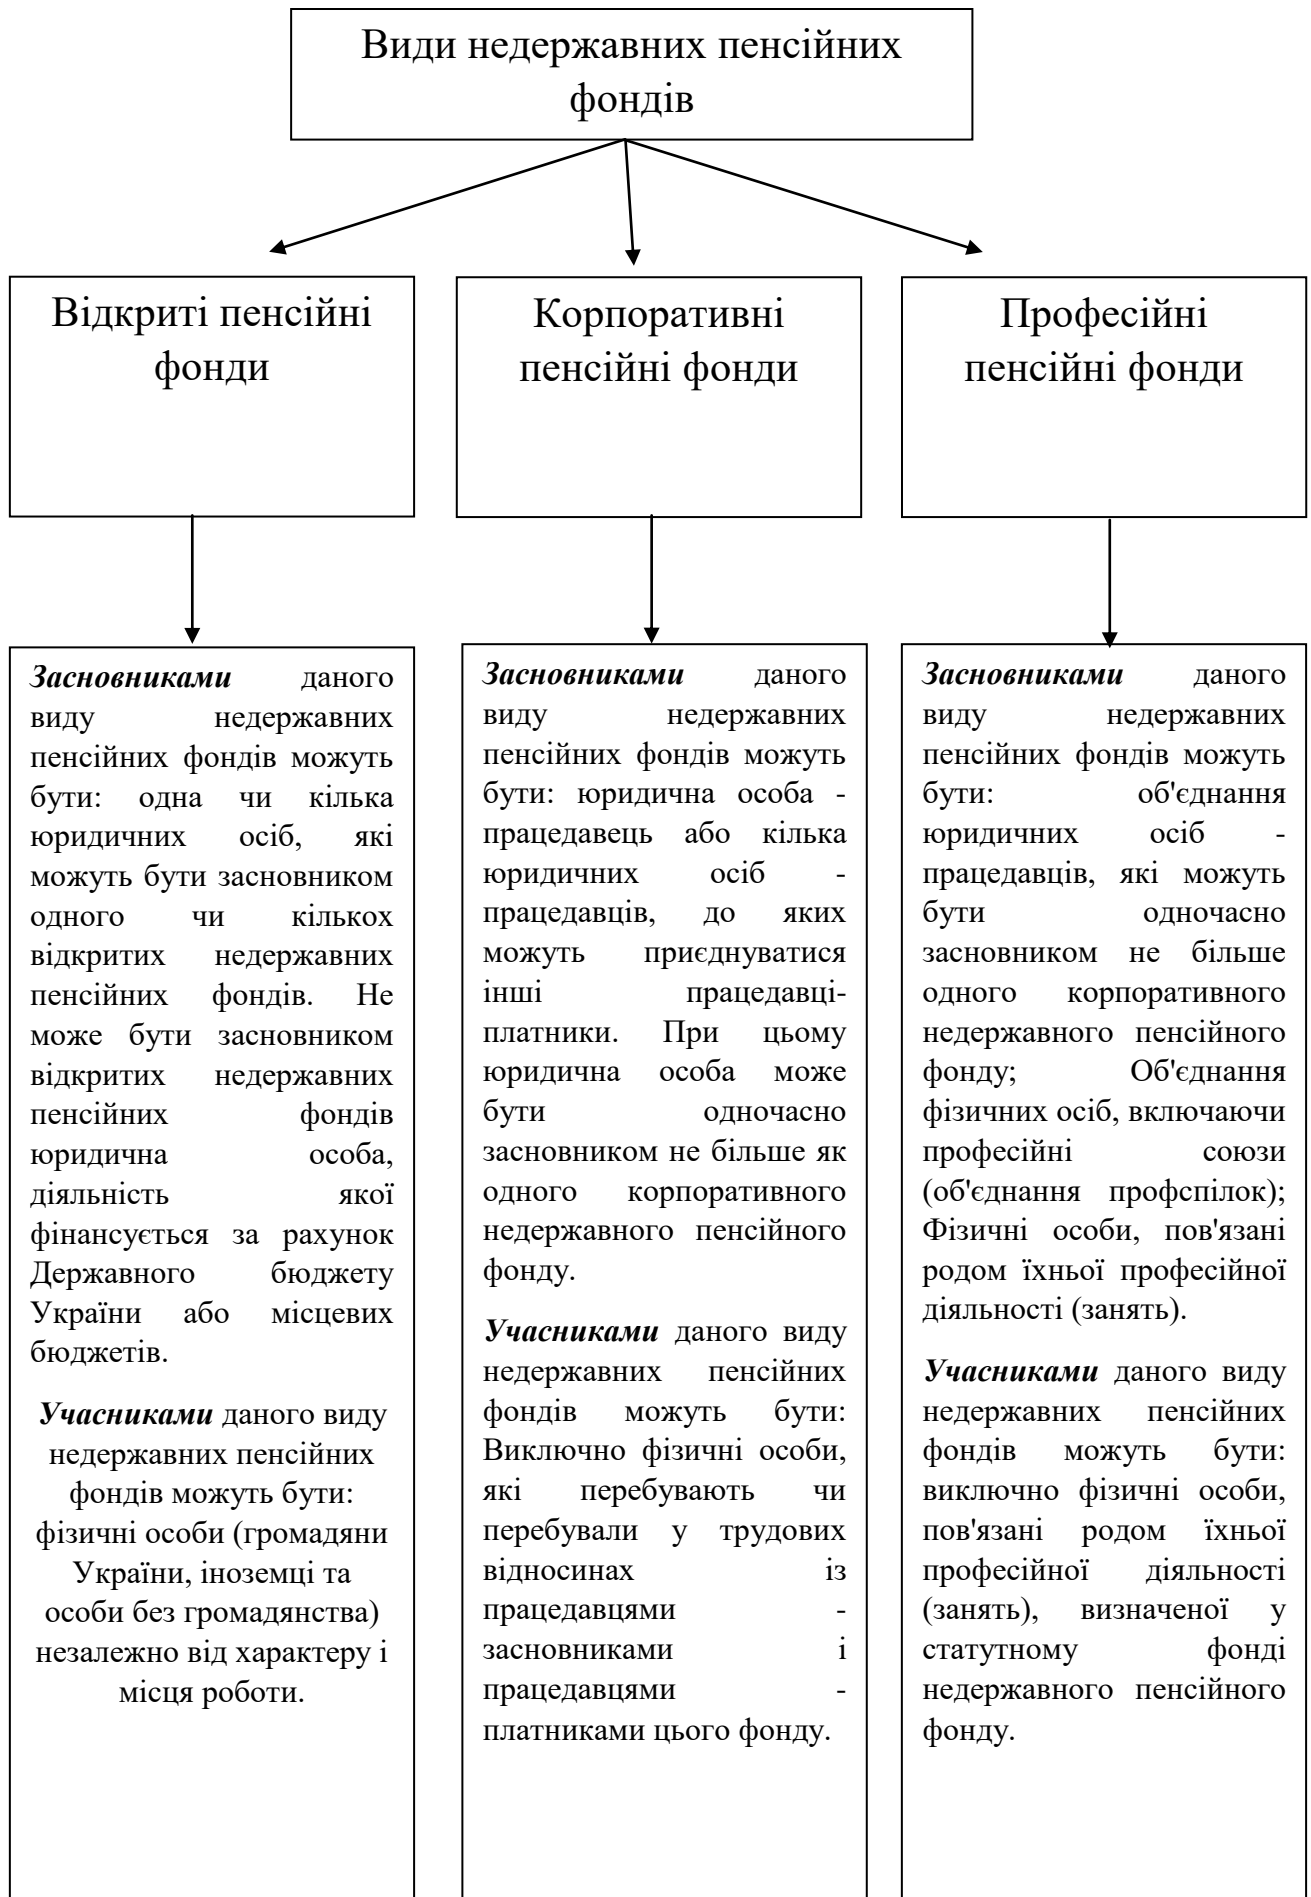 Види недержавних пенсійних
фондів
Відкриті пенсійні
фонди
Корпоративні
пенсійні фонди
Професійні
пенсійні фонди
Засновниками даного
виду недержавних
пенсійних фондів можуть
бути: одна чи кілька
юридичних осіб, які
можуть бути засновником
одного чи кількох
відкритих недержавних
пенсійних фондів. Не
може бути засновником
відкритих недержавних
пенсійних фондів
юридична особа,
діяльність якої
фінансується за рахунок
Державного бюджету
України або місцевих
бюджетів.
Учасниками даного виду
недержавних пенсійних
фондів можуть бути:
фізичні особи (громадяни
України, іноземці та
особи без громадянства)
незалежно від характеру і
місця роботи.
Засновниками даного
виду недержавних
пенсійних фондів можуть
бути: юридична особа -
працедавець або кілька
юридичних осіб -
працедавців, до яких
можуть приєднуватися
інші працедавці-
платники. При цьому
юридична особа може
бути одночасно
засновником не більше як
одного корпоративного
недержавного пенсійного
фонду.
Учасниками даного виду
недержавних пенсійних
фондів можуть бути:
Виключно фізичні особи,
які перебувають чи
перебували у трудових
відносинах із
працедавцями -
засновниками і
працедавцями -
платниками цього фонду.
Засновниками даного
виду недержавних
пенсійних фондів можуть
бути: об'єднання
юридичних осіб -
працедавців, які можуть
бути одночасно
засновником не більше
одного корпоративного
недержавного пенсійного
фонду; Об'єднання
фізичних осіб, включаючи
професійні союзи
(об'єднання профспілок);
Фізичні особи, пов'язані
родом їхньої професійної
діяльності (занять).
Учасниками даного виду
недержавних пенсійних
фондів можуть бути:
виключно фізичні особи,
пов'язані родом їхньої
професійної діяльності
(занять), визначеної у
статутному фонді
недержавного пенсійного
фонду.